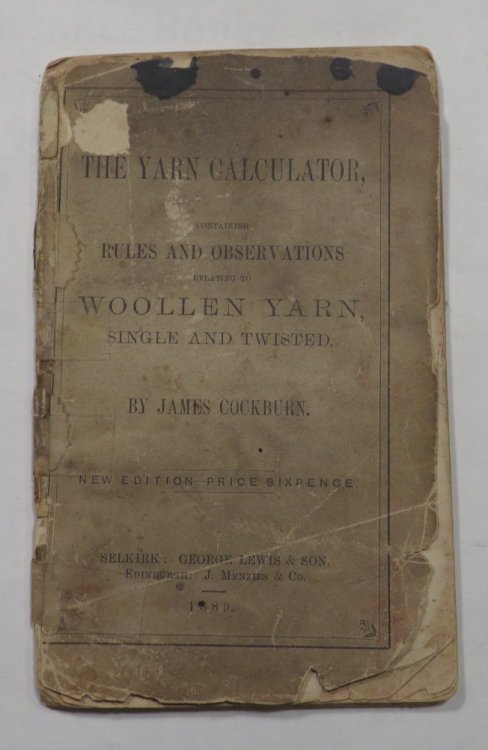 THE YARN CALCULATOR,
CONTAINING
RULES AND OBSERVATIONS
RELATING TO
WOOLLEN YARN,
SINGLE AND TWISTED.
BY JAMES COCKBURN.
NEW EDITION—PRICE SIXPENCE.
SELKIRK: GEORGE LEWIS & SON.
EDINBURGH: J. MENZIES & CO.
1889.